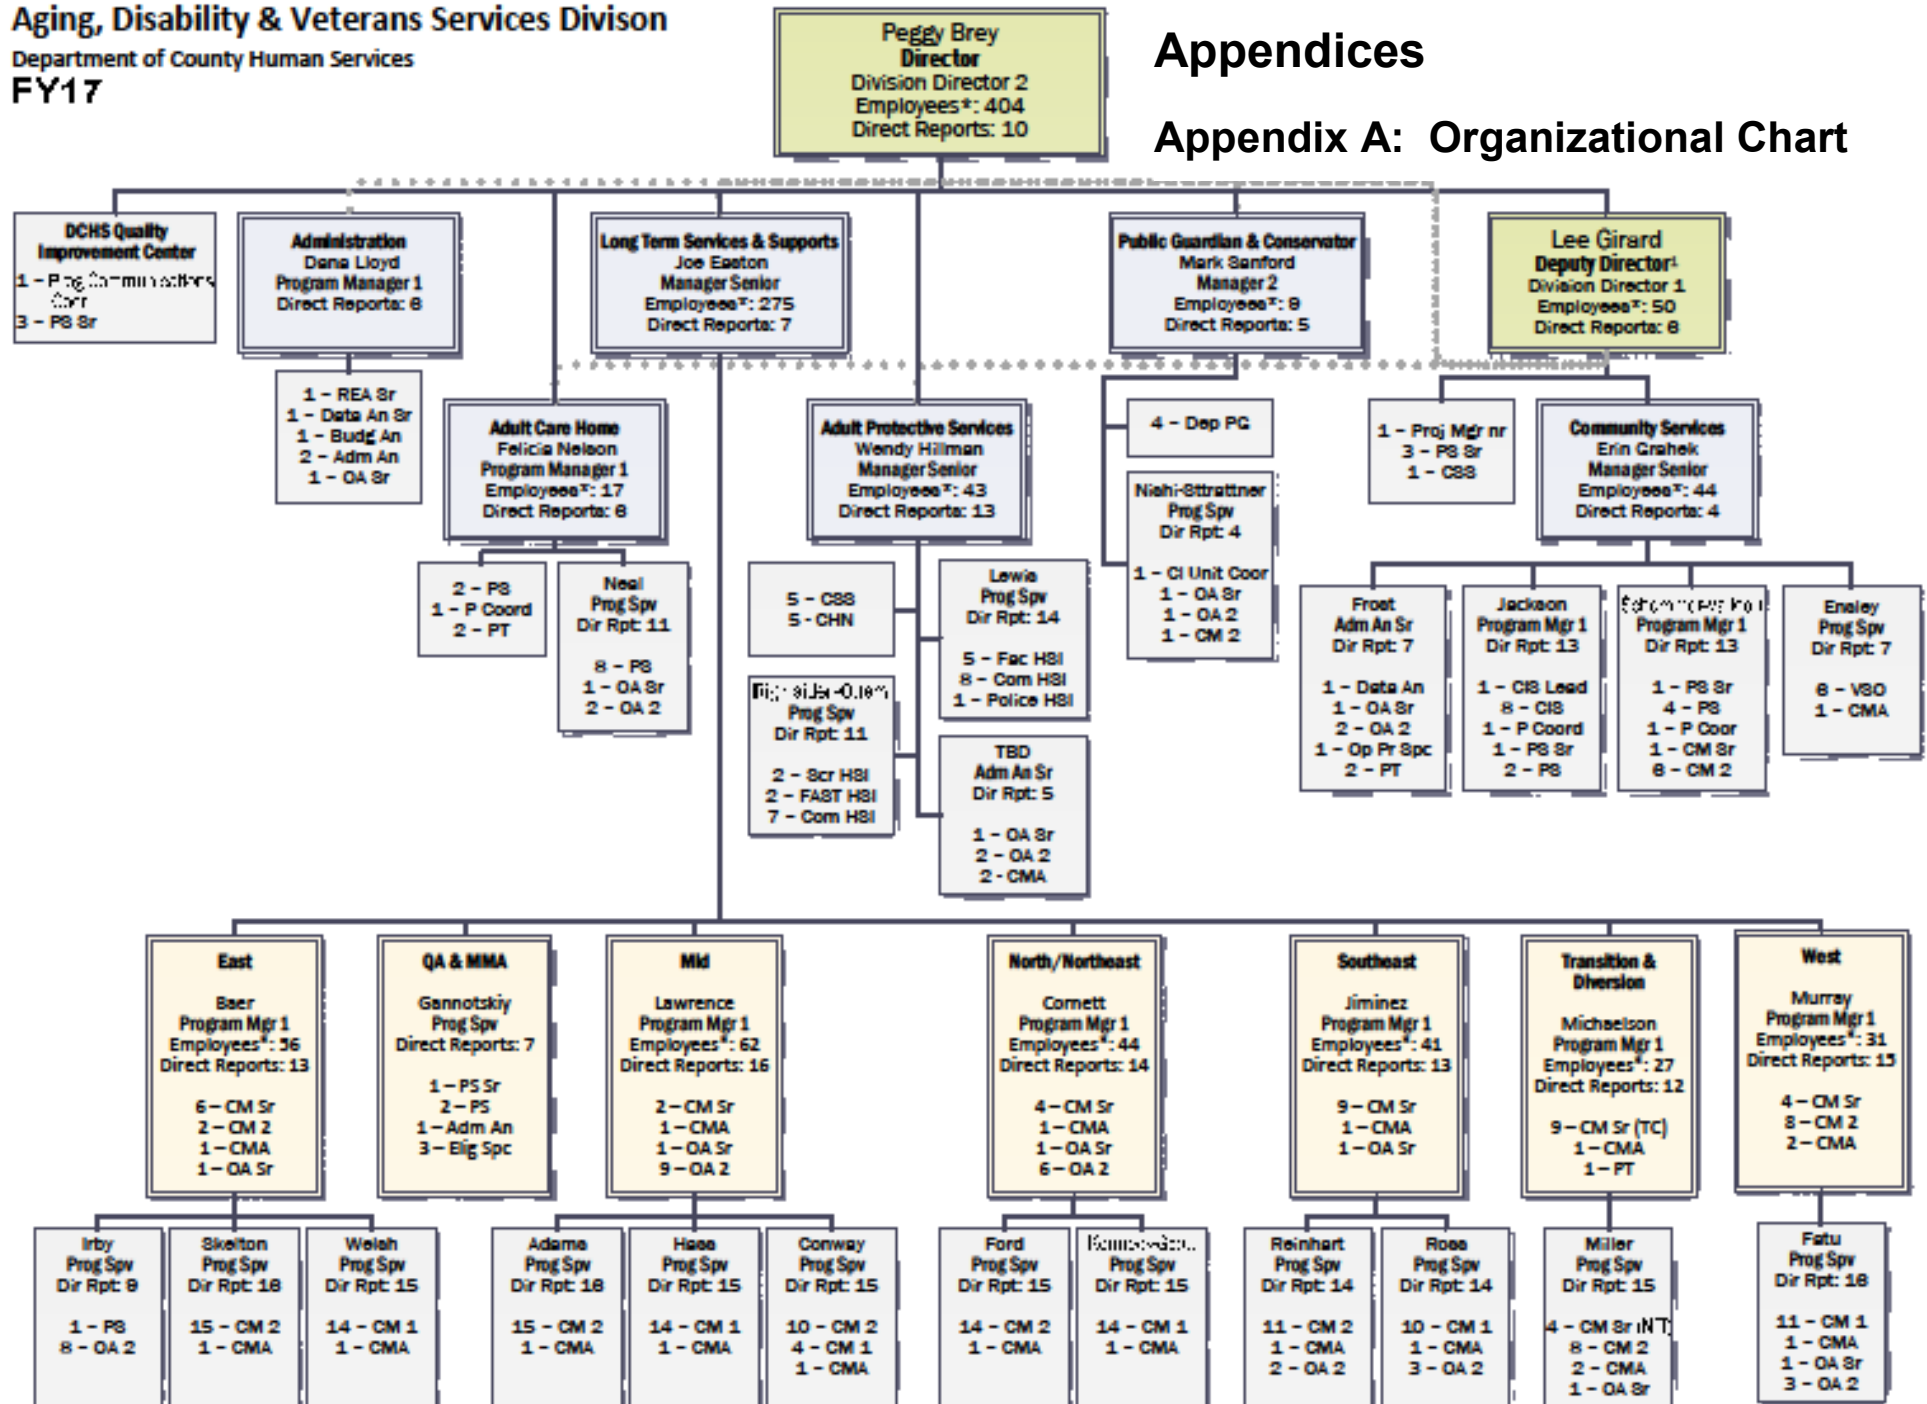 Aging, Disability & Veterans Services Divison
Department of County Human Services
FY17
Appendices
Appendix A: Organizational Chart
Peggy Brey
Director
Division Director 2
Employees*: 404
Direct Reports: 10
DCHS Quality
Improvement Center
1 – Prog Communications
Coor
3 – PS Sr
Administration
Dana Lloyd
Program Manager 1
Direct Reports: 6
1 – REA Sr
1 – Data An Sr
1 – Budg An
2 – Adm An
1 – OA Sr
Long Term Services & Supports
Joe Easton
Manager Senior
Employees*: 275
Direct Reports: 7
Public Guardian & Conservator
Mark Sanford
Manager 2
Employees*: 9
Direct Reports: 5
Lee Girard
Deputy Director
Division Director 1
Employees*: 50
Direct Reports: 6
Adult Care Home
Felicia Nelson
Program Manager 1
Employees*: 17
Direct Reports: 6
2 – PS
1 – P Coord
2 – PT
Neal
Prog Spv
Dir Rpt: 11
8 – PS
1 – OA Sr
2 – OA 2
Adult Protective Services
Wendy Hillman
Manager Senior
Employees*: 43
Direct Reports: 13
5 – CSS
5 - CHN
Prog Spv
Dir Rpt: 11
2 – Scr HSI
2 – FAST HSI
7 – Com HSI
Lewis
Prog Spv
Dir Rpt: 14
5 – Fac HSI
8 – Com HSI
1 – Police HSI
TBD
Adm An Sr
Dir Rpt: 5
1 – OA Sr
2 – OA 2
2 - CMA
4 – Dep PG
Nishi-Sttrattner
Prog Spv
Dir Rpt: 4
1 – CI Unit Coor
1 – OA Sr
1 – OA 2
1 – CM 2
1 – Proj Mgr nr
3 – PS Sr
1 – CSS
Community Services
Erin Grahek
Manager Senior
Employees*: 44
Direct Reports: 4
Frost
Adm An Sr
Dir Rpt: 7
1 – Data An
1 – OA Sr
2 – OA 2
1 – Op Pr Spc
2 – PT
Jackson
Program Mgr 1
Dir Rpt: 13
1 – CIS Lead
8 – CIS
1 – P Coord
1 – PS Sr
2 – PS
Program Mgr 1
Dir Rpt: 13
1 – PS Sr
4 – PS
1 – P Coor
1 – CM Sr
6 – CM 2
Ensley
Prog Spv
Dir Rpt: 7
6 – VSO
1 – CMA
East
Baer
Program Mgr 1
Employees*: 56
Direct Reports: 13
6 – CM Sr
2 – CM 2
1 – CMA
1 – OA Sr
QA & MMA
Gannotskiy
Prog Spv
Direct Reports: 7
1 – PS Sr
2 – PS
1 – Adm An
3 – Elig Spc
Mid
Lawrence
Program Mgr 1
Employees*: 62
Direct Reports: 16
2 – CM Sr
1 – CMA
1 – OA Sr
9 – OA 2
North/Northeast
Cornett
Program Mgr 1
Employees*: 44
Direct Reports: 14
4 – CM Sr
1 – CMA
1 – OA Sr
6 – OA 2
Southeast
Jiminez
Program Mgr 1
Employees*: 41
Direct Reports: 13
9 – CM Sr
1 – CMA
1 – OA Sr
Transition &
Diversion
Michaelson
Program Mgr 1
Employees*: 27
Direct Reports: 12
9 – CM Sr (TC)
1 – CMA
1 – PT
West
Murray
Program Mgr 1
Employees*: 31
Direct Reports: 15
4 – CM Sr
8 – CM 2
2 – CMA
Irby
Prog Spv
Dir Rpt: 9
1 – PS
8 – OA 2
Skelton
Prog Spv
Dir Rpt: 16
15 – CM 2
1 – CMA
Welsh
Prog Spv
Dir Rpt: 15
14 – CM 1
1 – CMA
Adams
Prog Spv
Dir Rpt: 16
15 – CM 2
1 – CMA
Hass
Prog Spv
Dir Rpt: 15
14 – CM 1
1 – CMA
Conway
Prog Spv
Dir Rpt: 15
10 – CM 2
4 – CM 1
1 – CMA
Ford
Prog Spv
Dir Rpt: 15
14 – CM 2
1 – CMA
Prog Spv
Dir Rpt: 15
14 – CM 1
1 – CMA
Reinhart
Prog Spv
Dir Rpt: 14
11 – CM 2
1 – CMA
2 – OA 2
Ross
Prog Spv
Dir Rpt: 14
10 – CM 1
1 – CMA
3 – OA 2
Miller
Prog Spv
Dir Rpt: 15
4 – CM Sr (NT)
8 – CM 2
2 – CMA
1 – OA Sr
Fatu
Prog Spv
Dir Rpt: 16
11 – CM 1
1 – CMA
1 – OA Sr
3 – OA 2